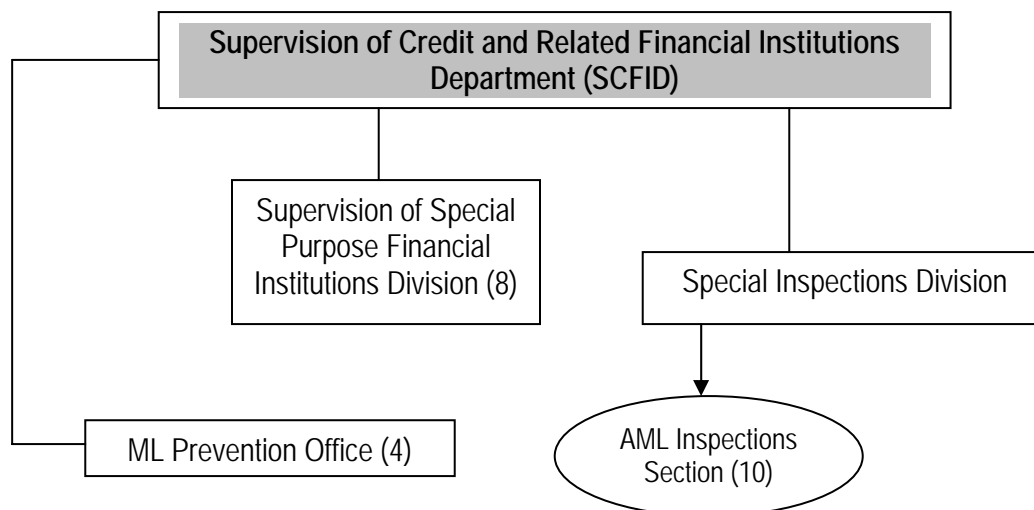 Supervision of Credit and Related Financial Institutions
Department (SCFID)
Supervision of Special
Purpose Financial
Institutions Division (8)
Special Inspections Division
ML Prevention Office (4)
AML Inspections
Section (10)